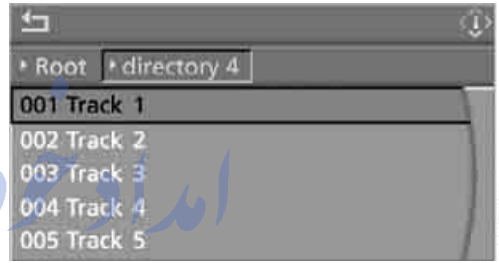 Root directory 4
001 Track 1
002 Track 2
003 Track 3
004 Track 4
005 Track 5